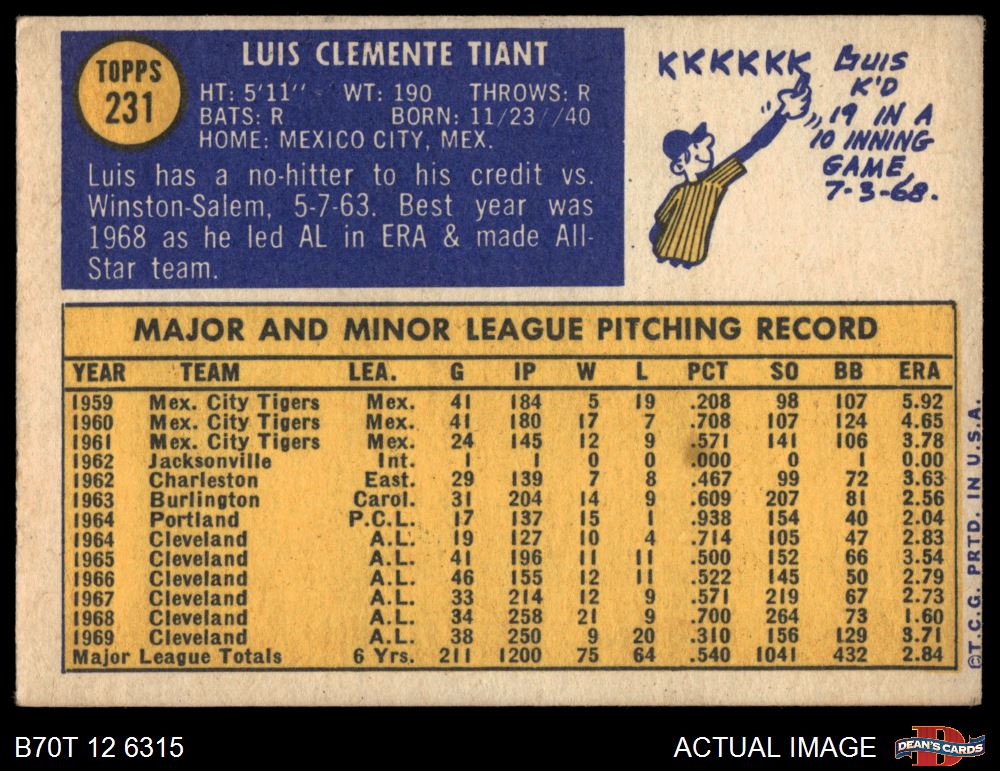 TOPPS
231
LUIS CLEMENTE TIANT
HT: 5'11" WT: 190 THROWS: R
BATS: R BORN: 11/23/40
HOME: MEXICO CITY, MEX.
Luis has a no-hitter to his credit vs.
Winston-Salem, 5-7-63. Best year was
1968 as he led AL in ERA & made All-
Star team.
KKKKKK
LUIS
K'D
19 IN A
10 INNING
GAME,
7-3-68.
MAJOR AND MINOR LEAGUE PITCHING RECORD
YEAR TEAM LEA. G IP W L PCT SO BB ERA
1959 Mex. City Tigers Mex. 41 184 5 19 .208 98 107 5.92
1960 Mex. City Tigers Mex. 41 180 17 7 .708 107 124 4.65
1961 Mex. City Tigers Mex. 24 145 12 9 .571 141 106 3.78
1962 Jacksonville Int. 1 1 0 0 .000 0 1 0.00
1962 Charleston East. 29 139 7 8 .467 99 72 3.63
1963 Burlington Carol. 31 204 14 9 .609 207 81 2.56
1964 Portland P.C.L. 17 137 15 1 .938 154 40 2.04
1964 Cleveland A.L. 19 127 10 4 .714 105 47 2.83
1965 Cleveland A.L. 41 196 11 11 .500 152 66 3.54
1966 Cleveland A.L. 46 155 12 11 .522 145 50 2.79
1967 Cleveland A.L. 33 214 12 9 .571 219 67 2.73
1968 Cleveland A.L. 34 258 21 9 .700 264 73 1.60
1969 Cleveland A.L. 38 250 9 20 .310 156 129 3.71
Major League Totals 6 Yrs. 211 1200 75 64 .540 1041 432 2.84
©T.C.G. PRTD. IN U.S.A.
B70T 12 6315
ACTUAL IMAGE
DEAN'S CARDS